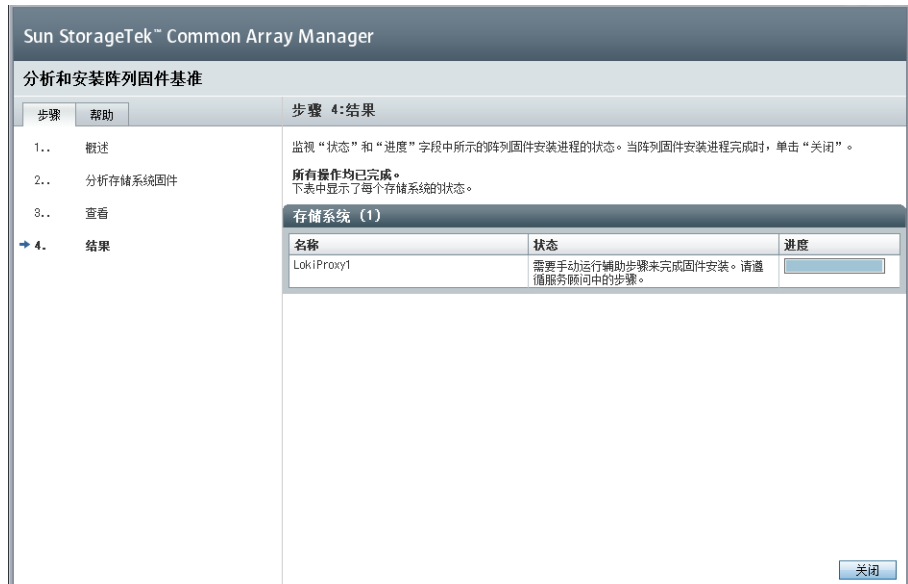 Sun StorageTek™ Common Array Manager
分析和安装阵列固件基准
步骤 帮助
1.. 概述
2.. 分析存储系统固件
3.. 查看
4. 结果
步骤 4:结果
监视“状态”和“进度”字段中所示的阵列固件安装进程的状态。当阵列固件安装进程完成时，单击“关闭”。
所有操作均已完成。
下表中显示了每个存储系统的状态。
存储系统 (1)
名称 状态 进度
LokiProxy1 需要手动运行辅助步骤来完成固件安装。请遵
循服务顾问中的步骤。
关闭